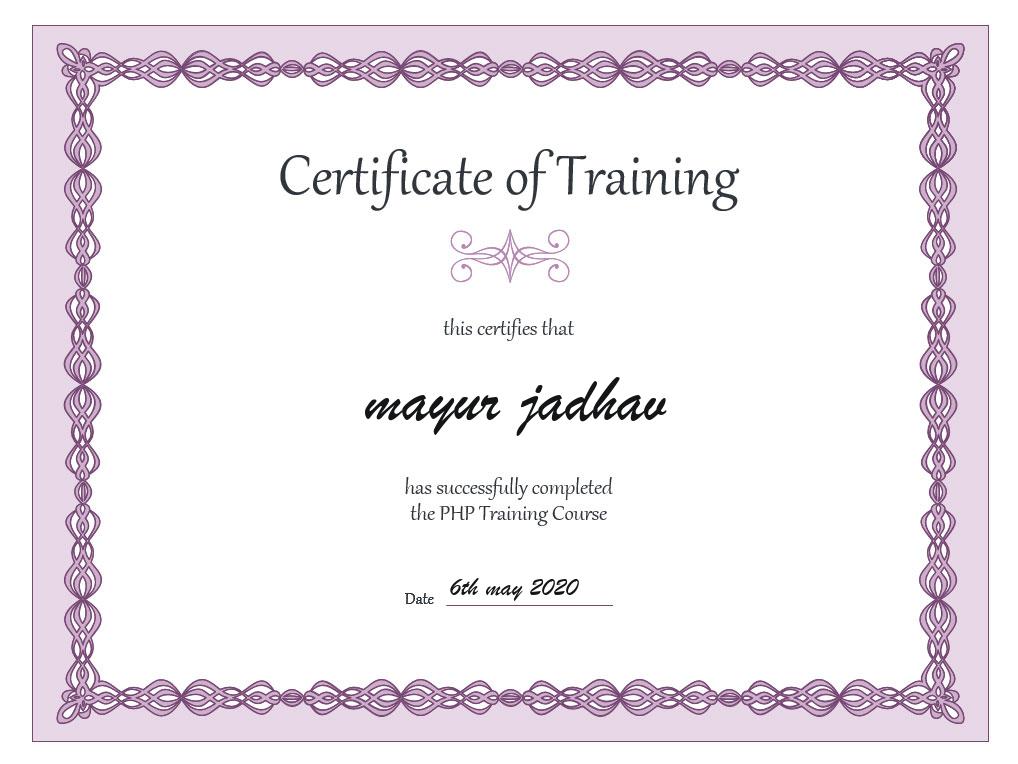 Certificate of Training
this certifies that
mayur jadhav
has successfully completed
the PHP Training Course
Date 6th may 2020